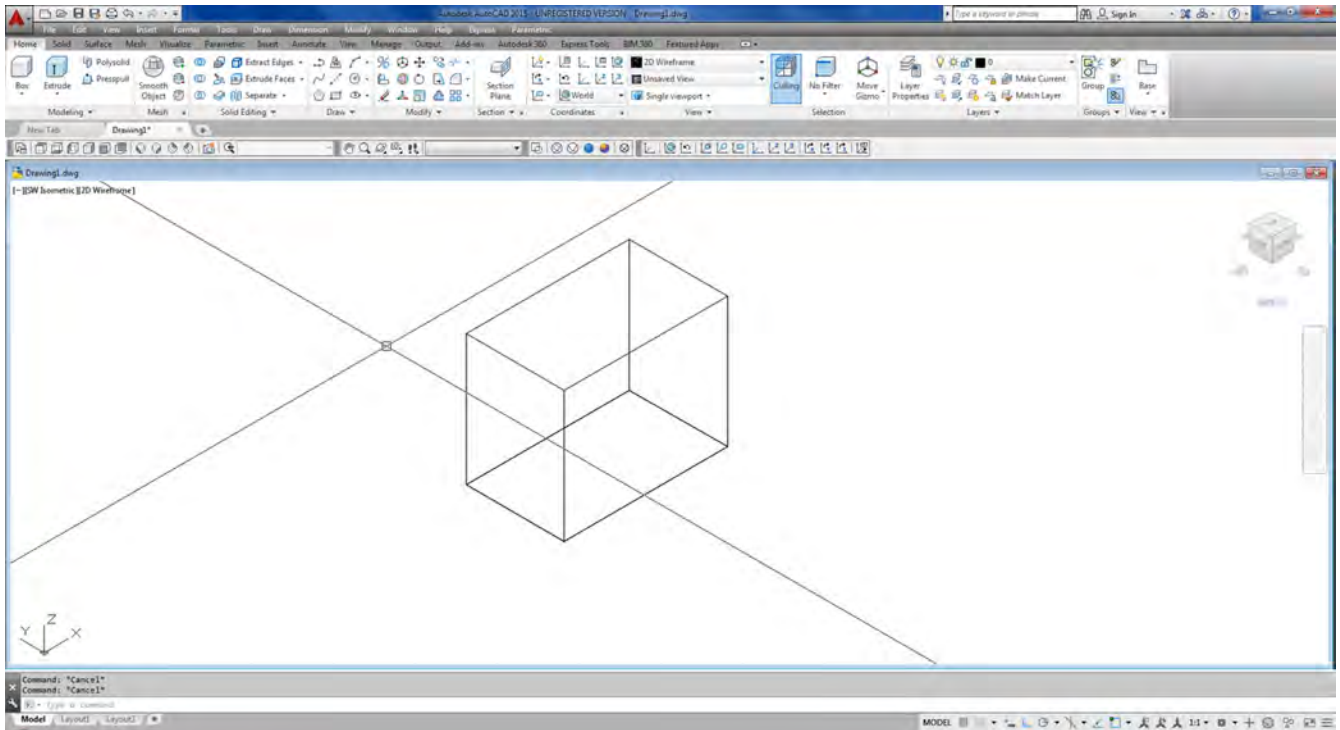 Autodesk AutoCAD 2015 - UNREGISTERED VERSION Drawing1.dwg Type a keyword or phrase Sign In
File Edit View Insert Format Tools Draw Dimension Modify Window Help Express Parametric
Home Solid Surface Mesh Visualize Parametric Insert Annotate View Manage Output Add-ins Autodesk 360 Express Tools BIM 360 Featured Apps
Polysolid Extract Edges 2D Wireframe 0
Presspull Extrude Faces Unsaved View Make Current
Box Extrude Smooth Object Separate Section Plane World Single viewport Culling No Filter Move Gizmo Layer Properties Match Layer Group Base
Modeling Mesh Solid Editing Draw Modify Section Coordinates View Selection Layers Groups View
New Tab Drawing1*
Drawing1.dwg
[-][SW Isometric][2D Wireframe]
Z
Y X
Command: *Cancel*
Command: *Cancel*
Type a command
Model Layout1 Layout2 MODEL 1:1